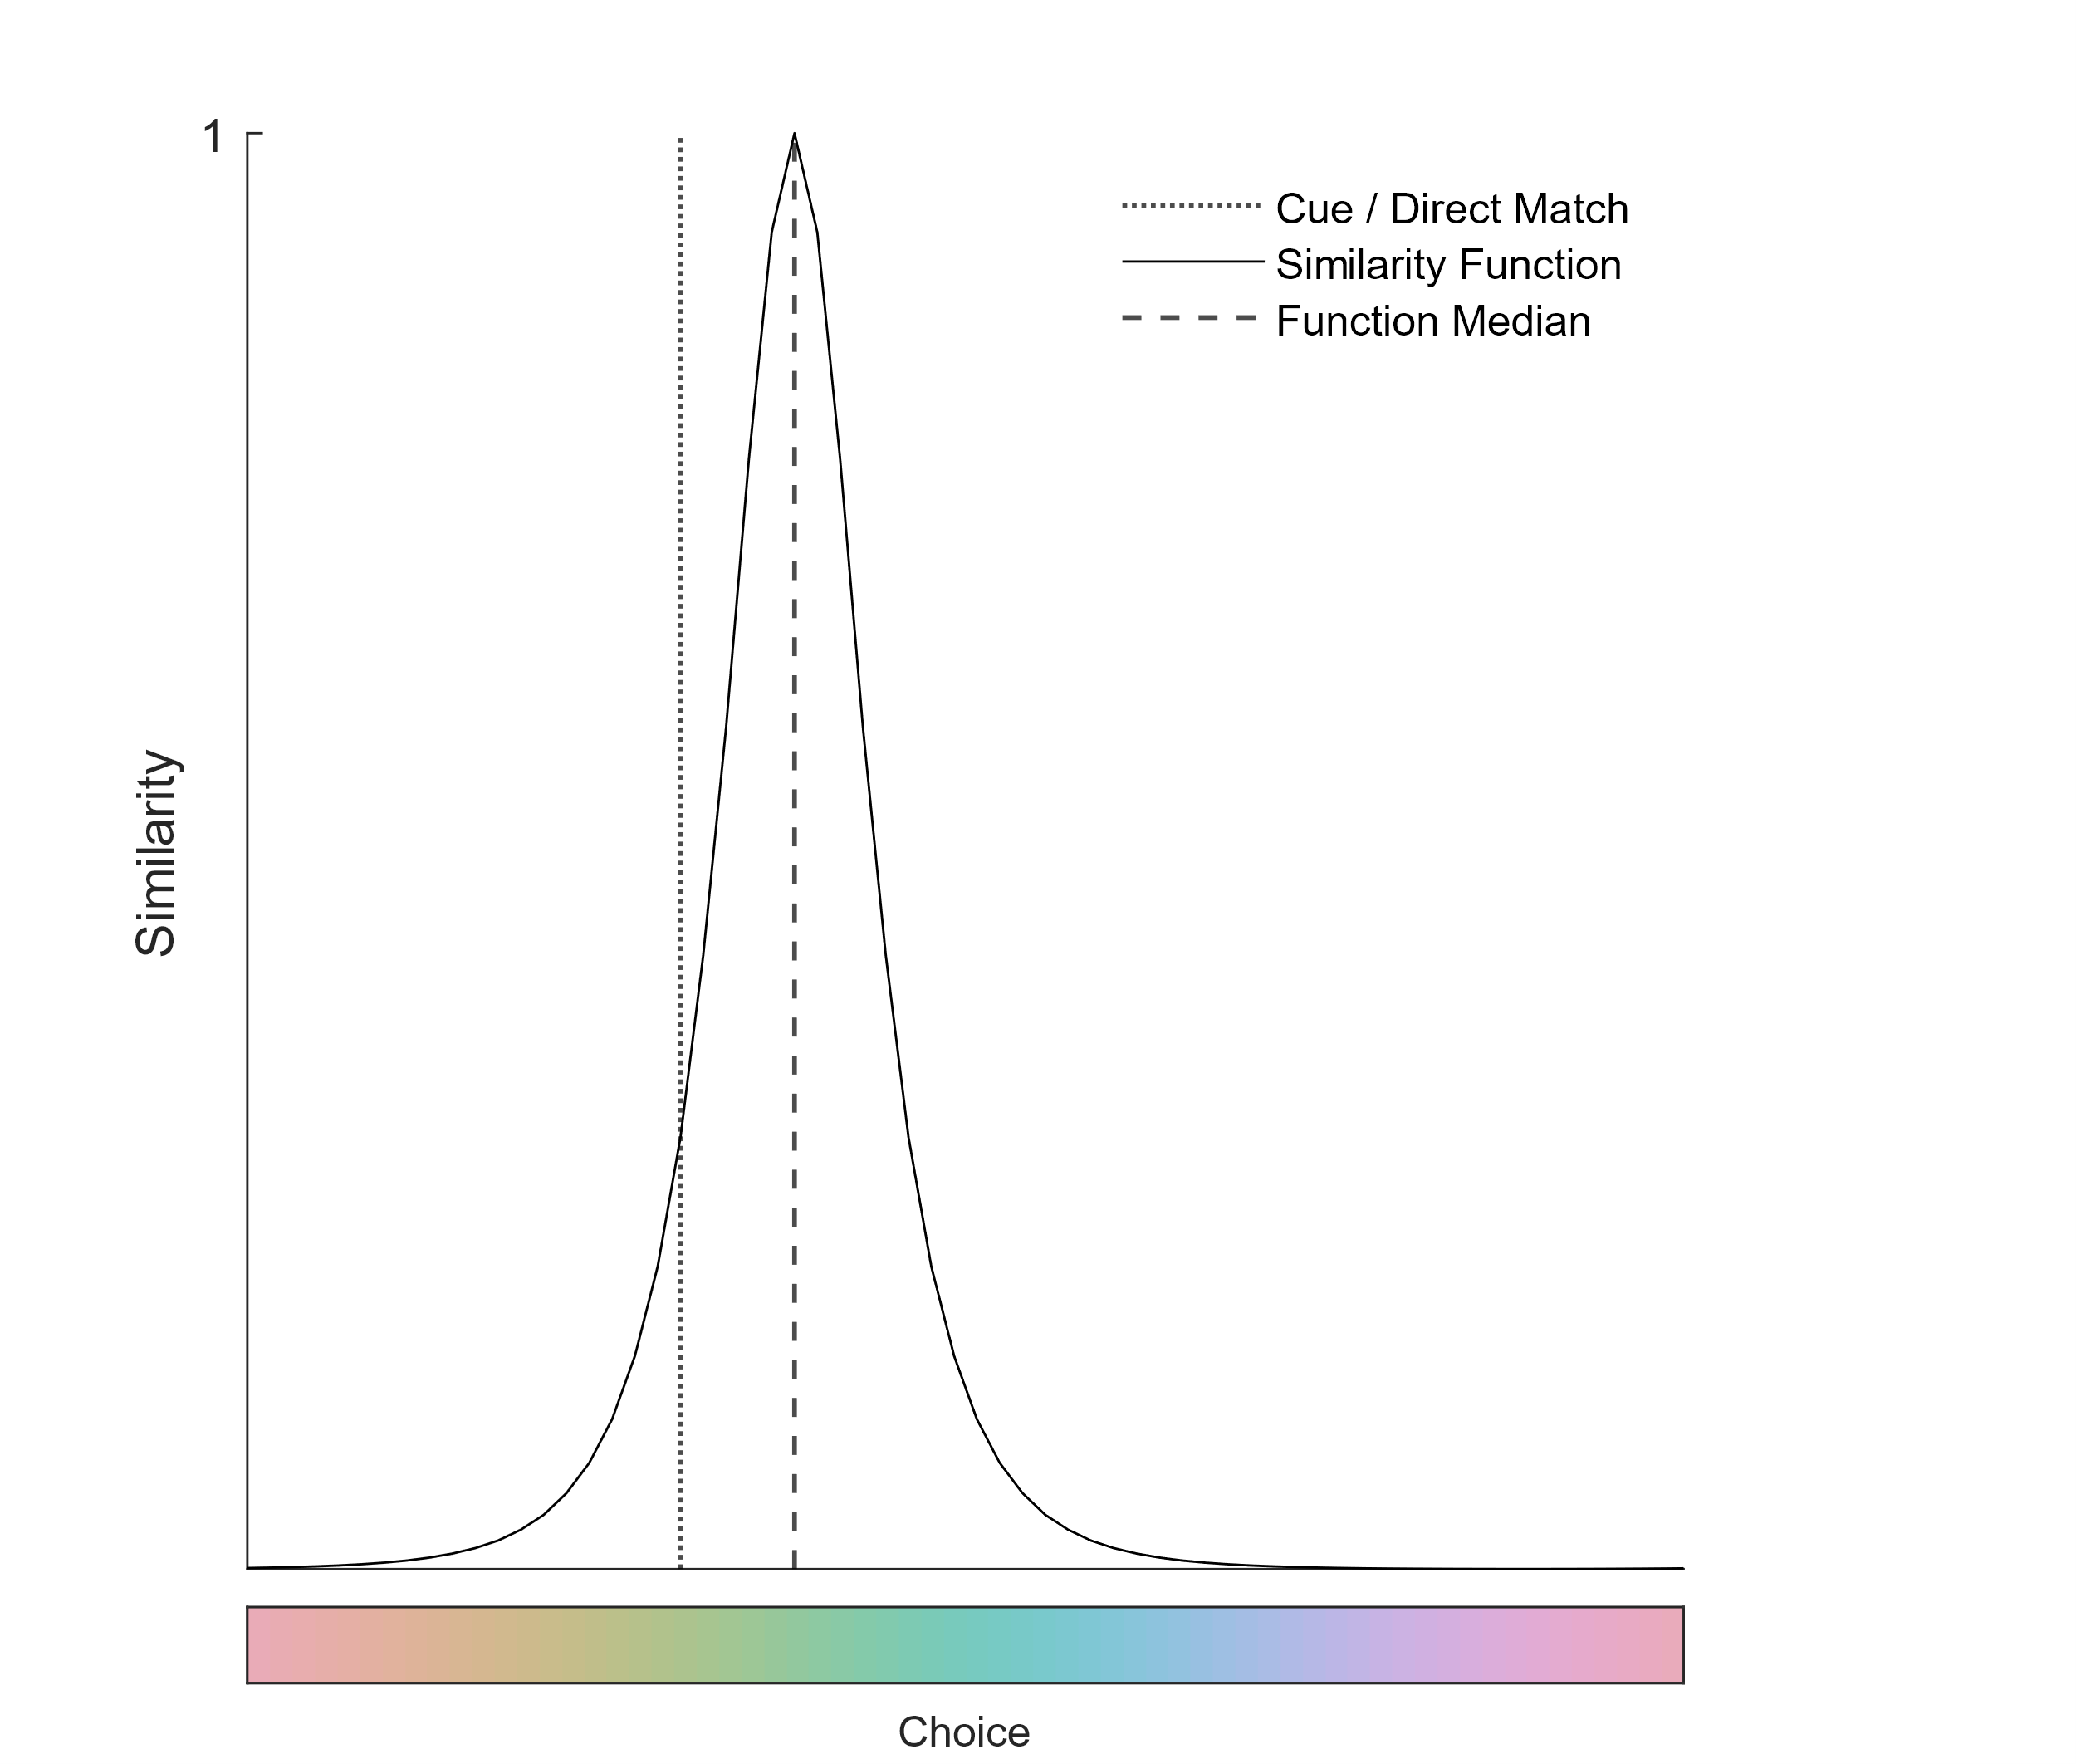 1
Cue / Direct Match
Similarity Function
Function Median
Similarity
Choice